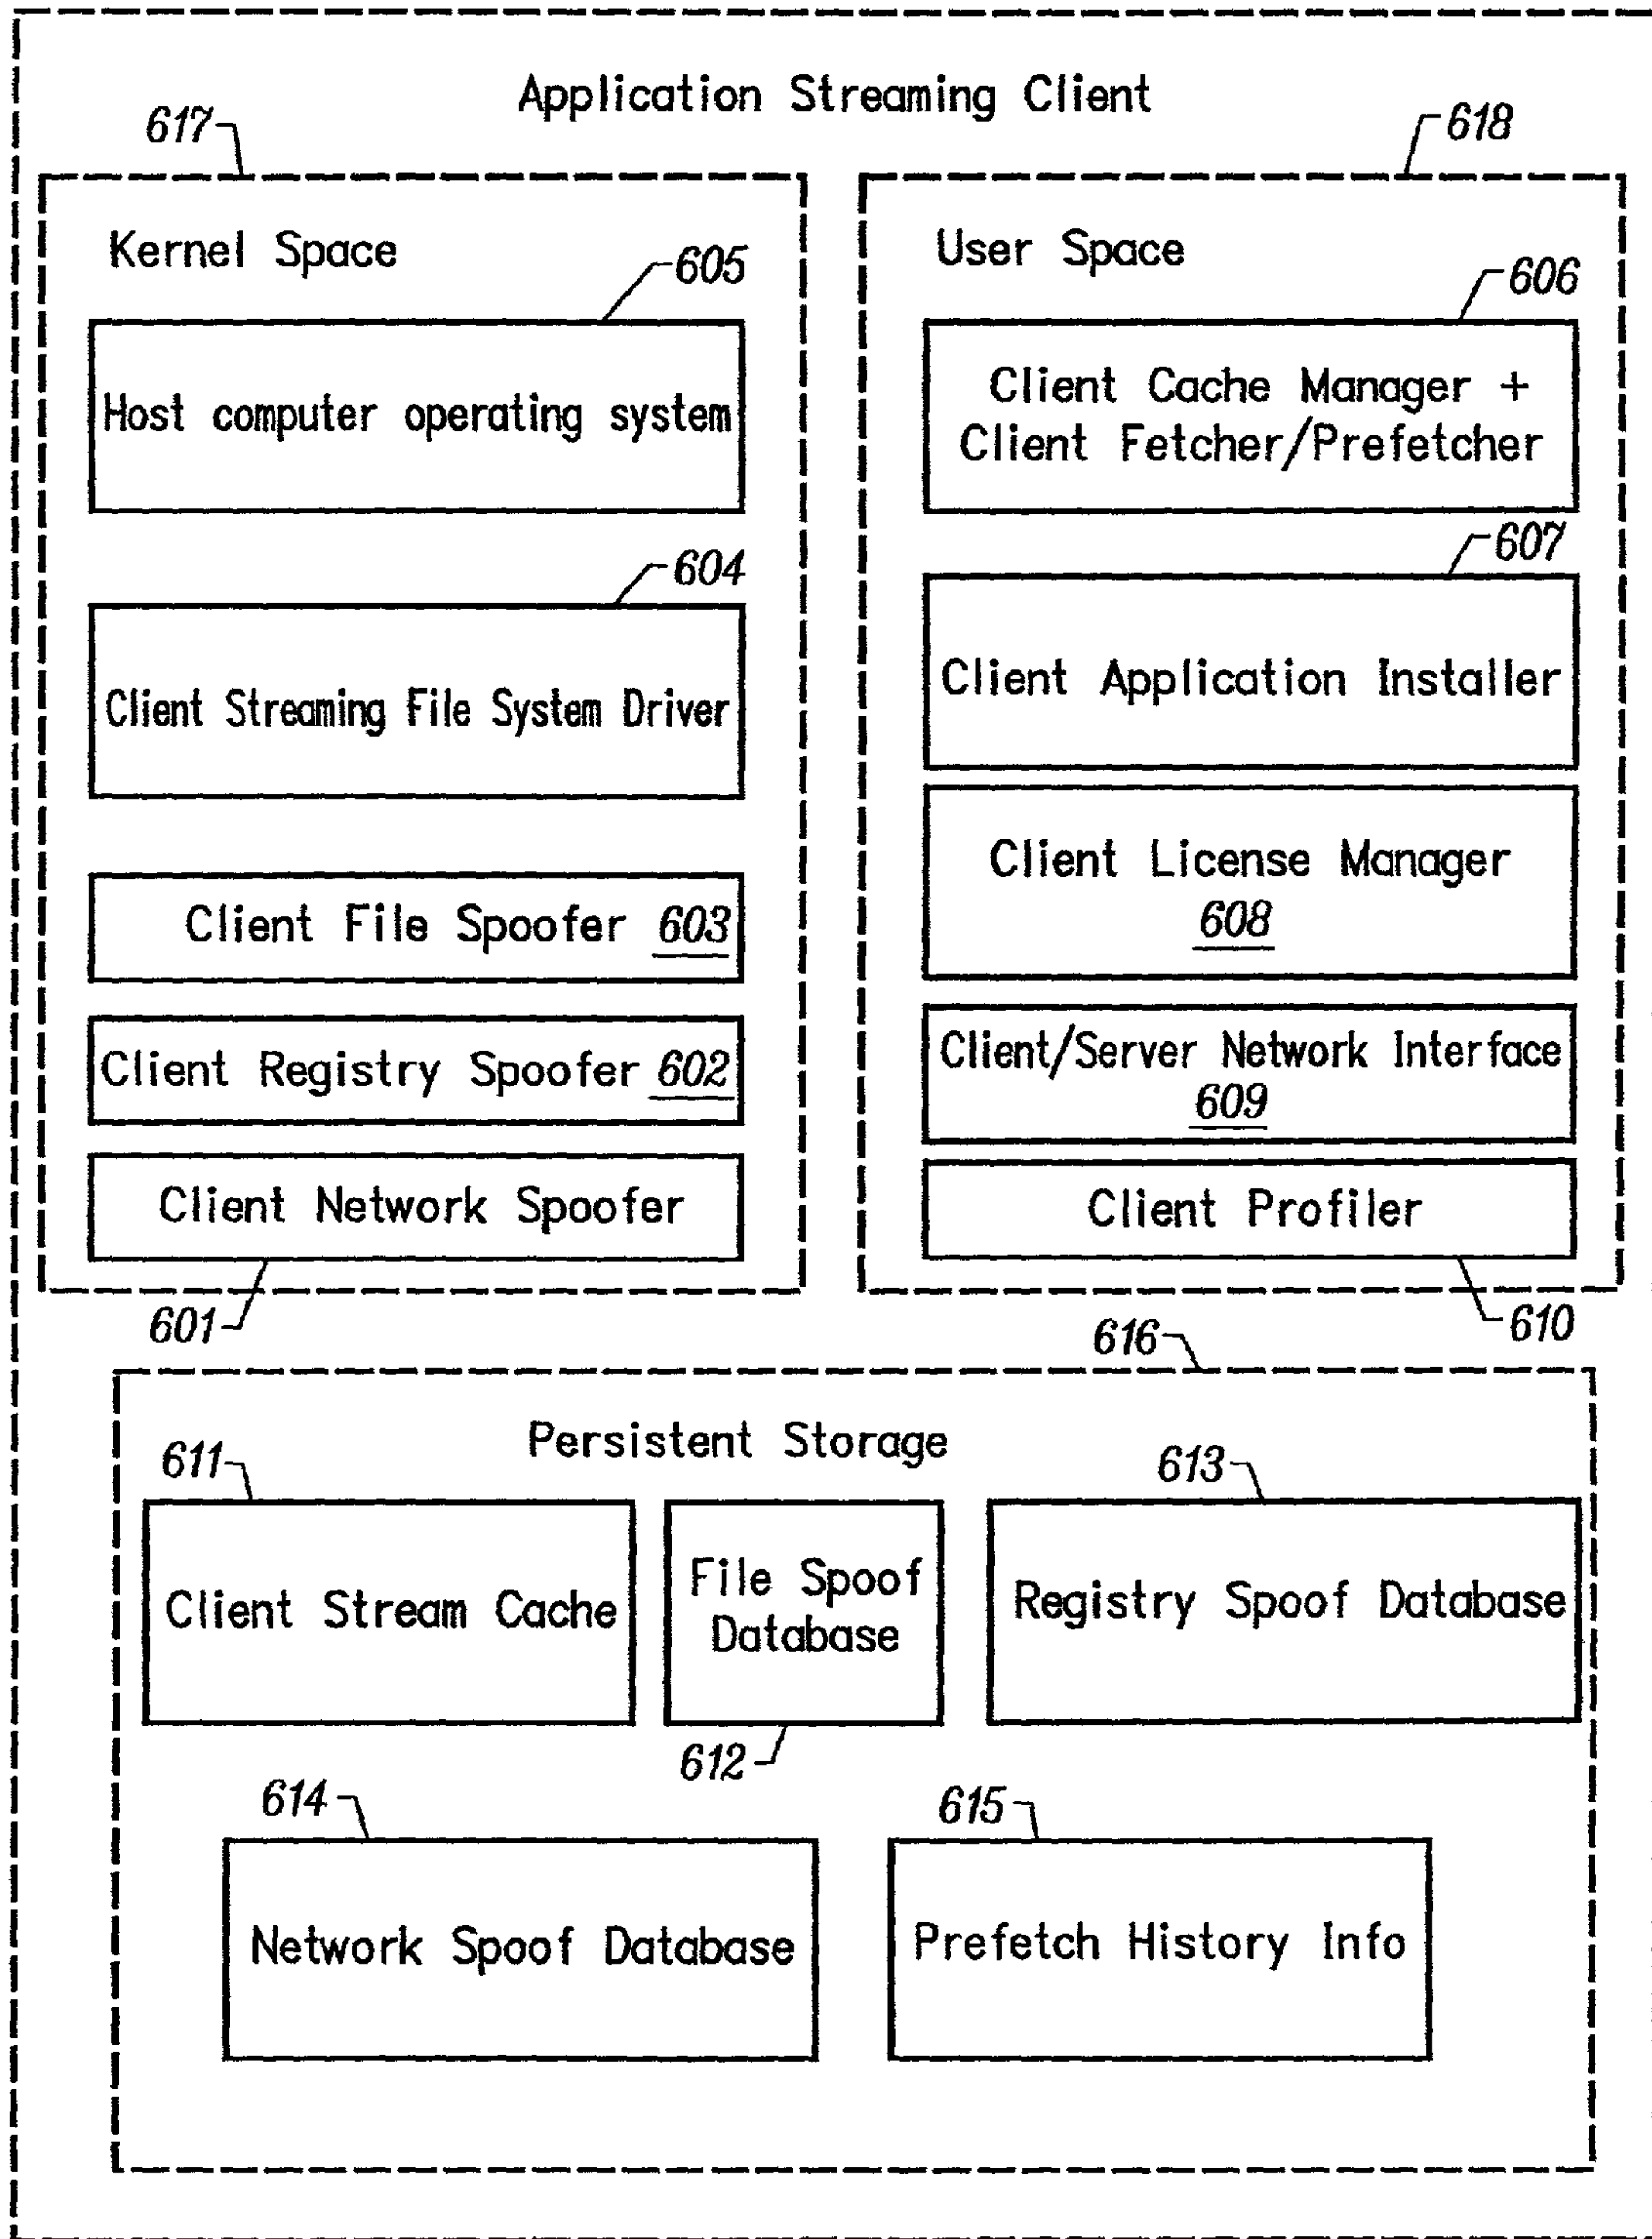 Application Streaming Client
617
618
Kernel Space
605
Host computer operating system
604
Client Streaming File System Driver
Client File Spoofer 603
Client Registry Spoofer 602
Client Network Spoofer
601
User Space
606
Client Cache Manager +
Client Fetcher/Prefetcher
607
Client Application Installer
Client License Manager
608
Client/Server Network Interface
609
Client Profiler
610
616
Persistent Storage
611
Client Stream Cache
File Spoof
Database
612
613
Registry Spoof Database
614
Network Spoof Database
615
Prefetch History Info